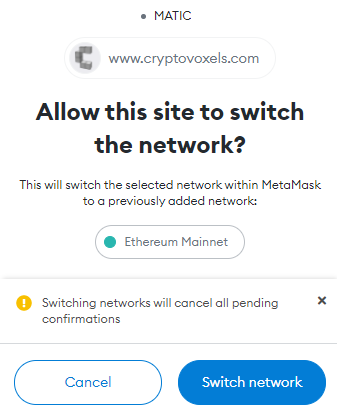 MATIC
www.cryptovoxels.com
Allow this site to switch
the network?
This will switch the selected network within MetaMask
to a previously added network:
Ethereum Mainnet
Switching networks will cancel all pending
confirmations
Cancel
Switch network